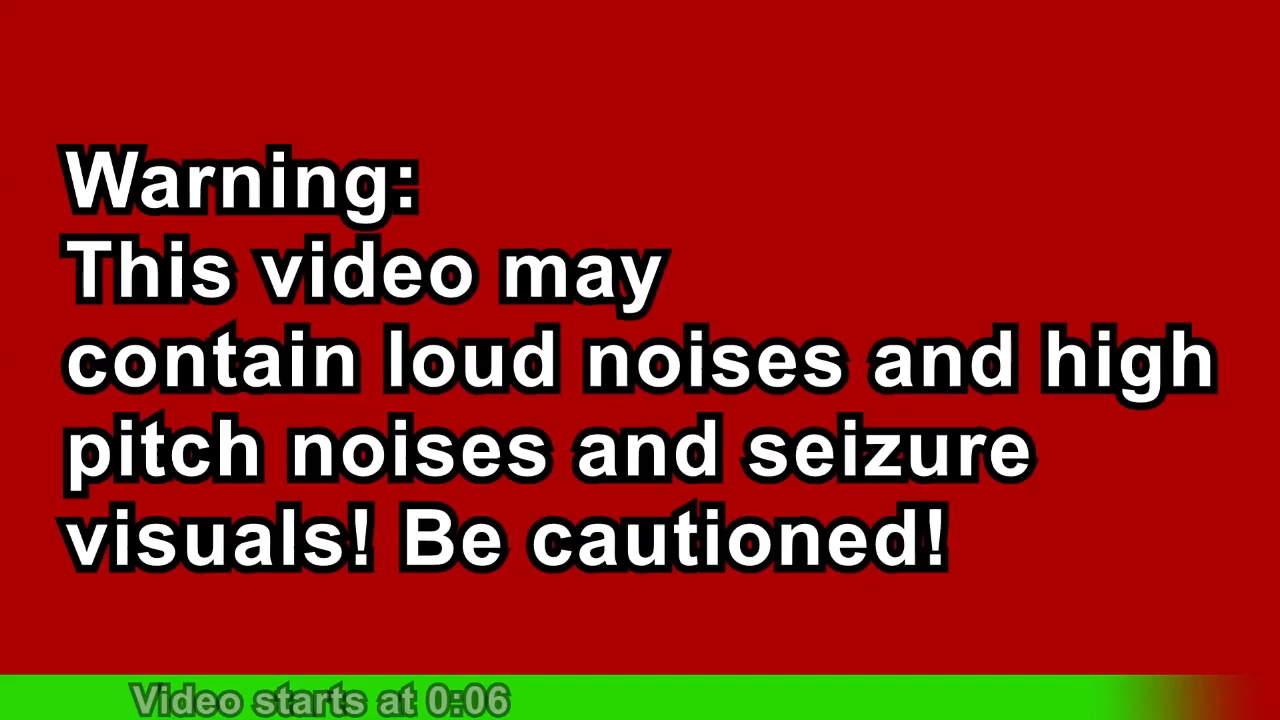 Warning:
This video may
contain loud noises and high
pitch noises and seizure
visuals! Be cautioned!
Video starts at 0:06